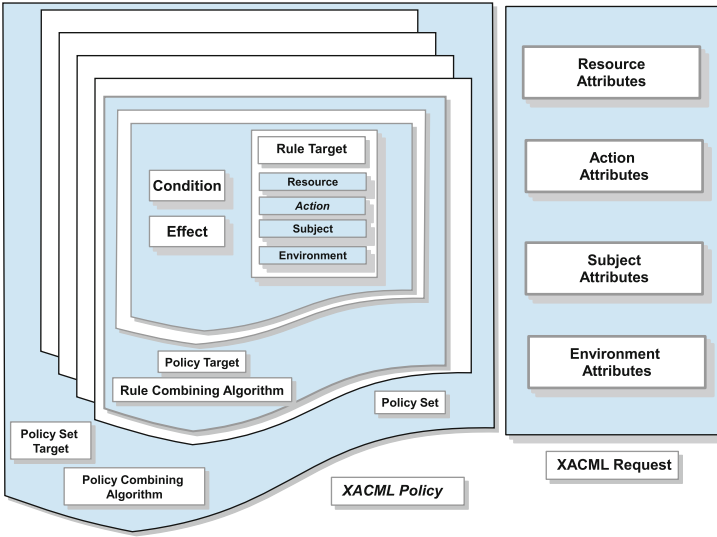 Rule Target
Resource
Action
Subject
Environment
Condition
Effect
Policy Target
Rule Combining Algorithm
Policy Set
Policy Set
Target
Policy Combining
Algorithm
XACML Policy
Resource
Attributes
Action
Attributes
Subject
Attributes
Environment
Attributes
XACML Request